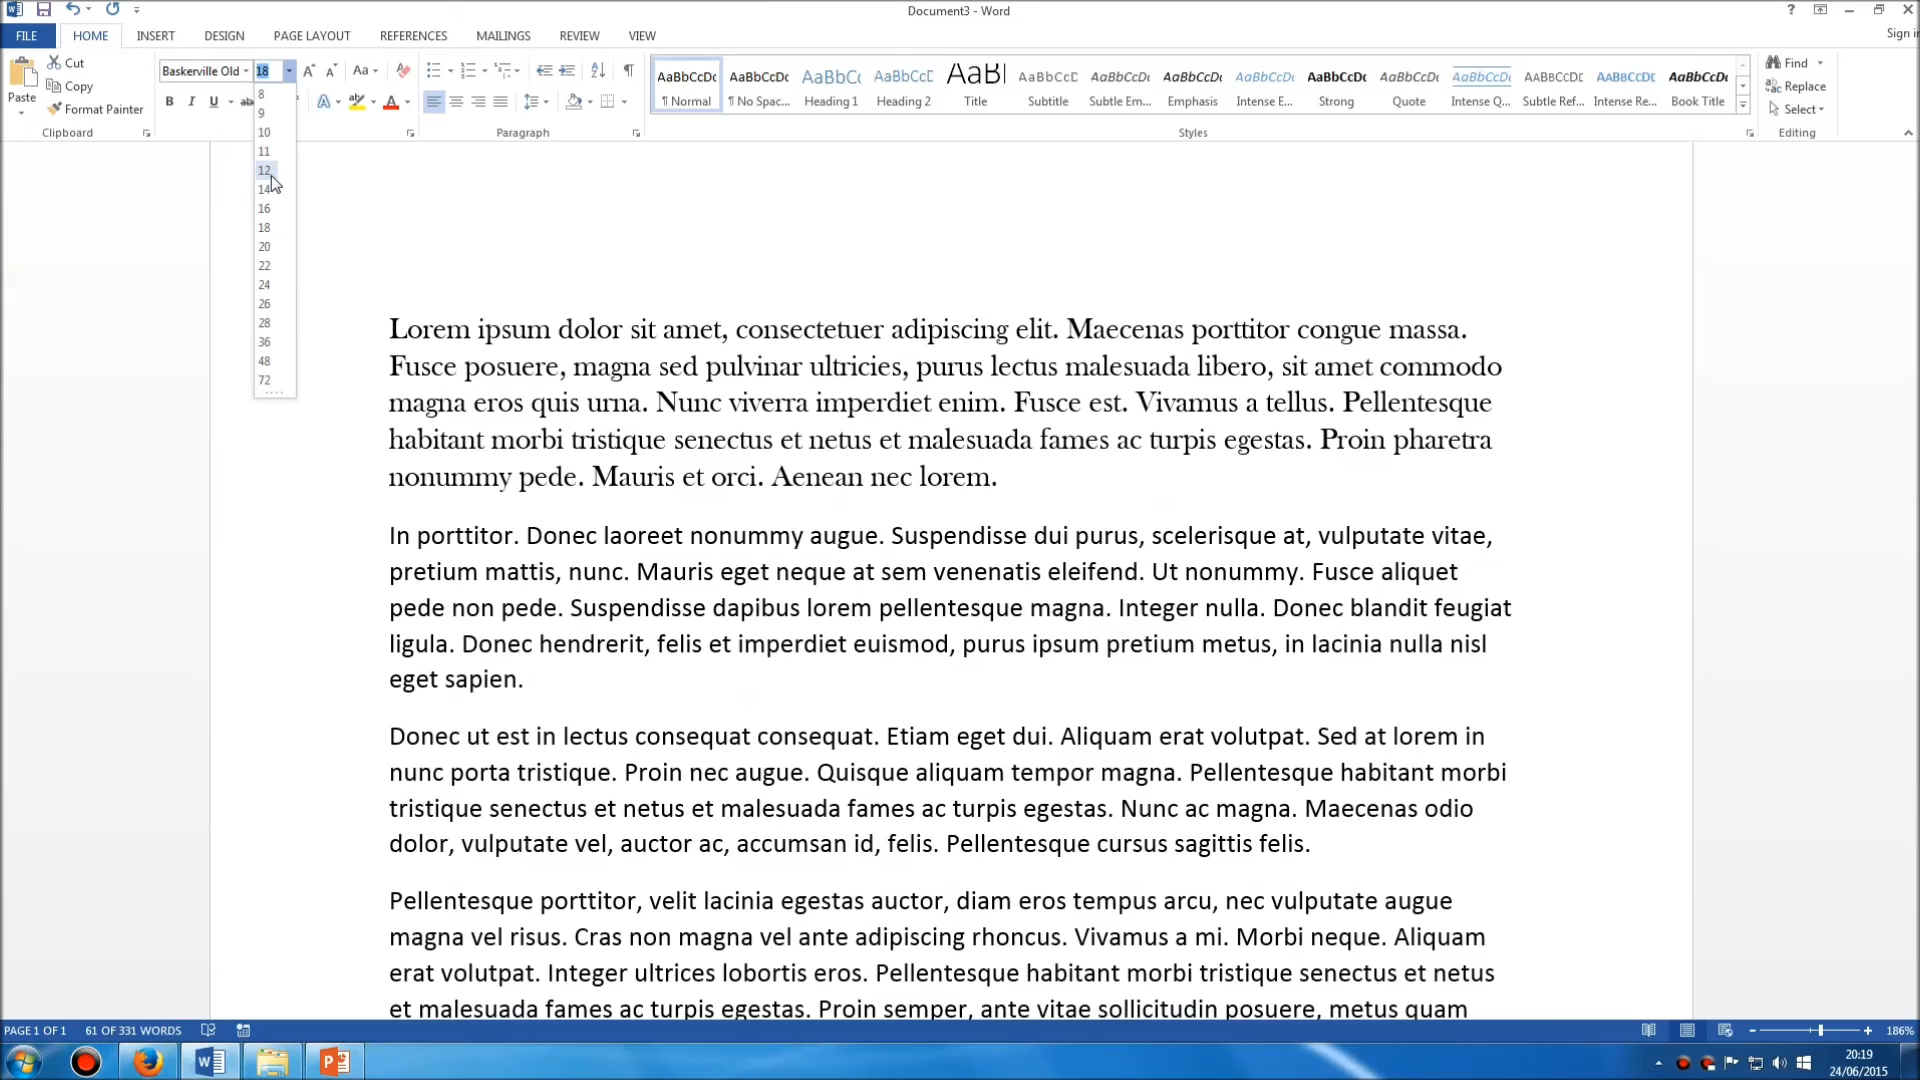 Document3 - Word
?
Sign in
FILE
HOME
INSERT
DESIGN
PAGE LAYOUT
REFERENCES
MAILINGS
REVIEW
VIEW
Paste
Cut
Copy
Format Painter
Clipboard
Baskerville Old
18
Aa
B I U abc
A
Paragraph
AaBbCcDc
¶ Normal
AaBbCcDc
¶ No Spac...
AaBbCc
Heading 1
AaBbCcD
Heading 2
AaBl
Title
AaBbCcD
Subtitle
AaBbCcDc
Subtle Em...
AaBbCcDc
Emphasis
AaBbCcDc
Intense E...
AaBbCcDc
Strong
AaBbCcDc
Quote
AaBbCcDc
Intense Q...
AABBCCDC
Subtle Ref...
AABBCCDC
Intense Re...
AaBbCcDc
Book Title
Styles
Find
Replace
Select
Editing
8
9
10
11
12
14
16
18
20
22
24
26
28
36
48
72
Lorem ipsum dolor sit amet, consectetuer adipiscing elit. Maecenas porttitor congue massa.
Fusce posuere, magna sed pulvinar ultricies, purus lectus malesuada libero, sit amet commodo
magna eros quis urna. Nunc viverra imperdiet enim. Fusce est. Vivamus a tellus. Pellentesque
habitant morbi tristique senectus et netus et malesuada fames ac turpis egestas. Proin pharetra
nonummy pede. Mauris et orci. Aenean nec lorem.
In porttitor. Donec laoreet nonummy augue. Suspendisse dui purus, scelerisque at, vulputate vitae,
pretium mattis, nunc. Mauris eget neque at sem venenatis eleifend. Ut nonummy. Fusce aliquet
pede non pede. Suspendisse dapibus lorem pellentesque magna. Integer nulla. Donec blandit feugiat
ligula. Donec hendrerit, felis et imperdiet euismod, purus ipsum pretium metus, in lacinia nulla nisl
eget sapien.
Donec ut est in lectus consequat consequat. Etiam eget dui. Aliquam erat volutpat. Sed at lorem in
nunc porta tristique. Proin nec augue. Quisque aliquam tempor magna. Pellentesque habitant morbi
tristique senectus et netus et malesuada fames ac turpis egestas. Nunc ac magna. Maecenas odio
dolor, vulputate vel, auctor ac, accumsan id, felis. Pellentesque cursus sagittis felis.
Pellentesque porttitor, velit lacinia egestas auctor, diam eros tempus arcu, nec vulputate augue
magna vel risus. Cras non magna vel ante adipiscing rhoncus. Vivamus a mi. Morbi neque. Aliquam
erat volutpat. Integer ultrices lobortis eros. Pellentesque habitant morbi tristique senectus et netus
et malesuada fames ac turpis egestas. Proin semper, ante vitae sollicitudin posuere, metus quam
PAGE 1 OF 1
61 OF 331 WORDS
186%
20:19
24/06/2015